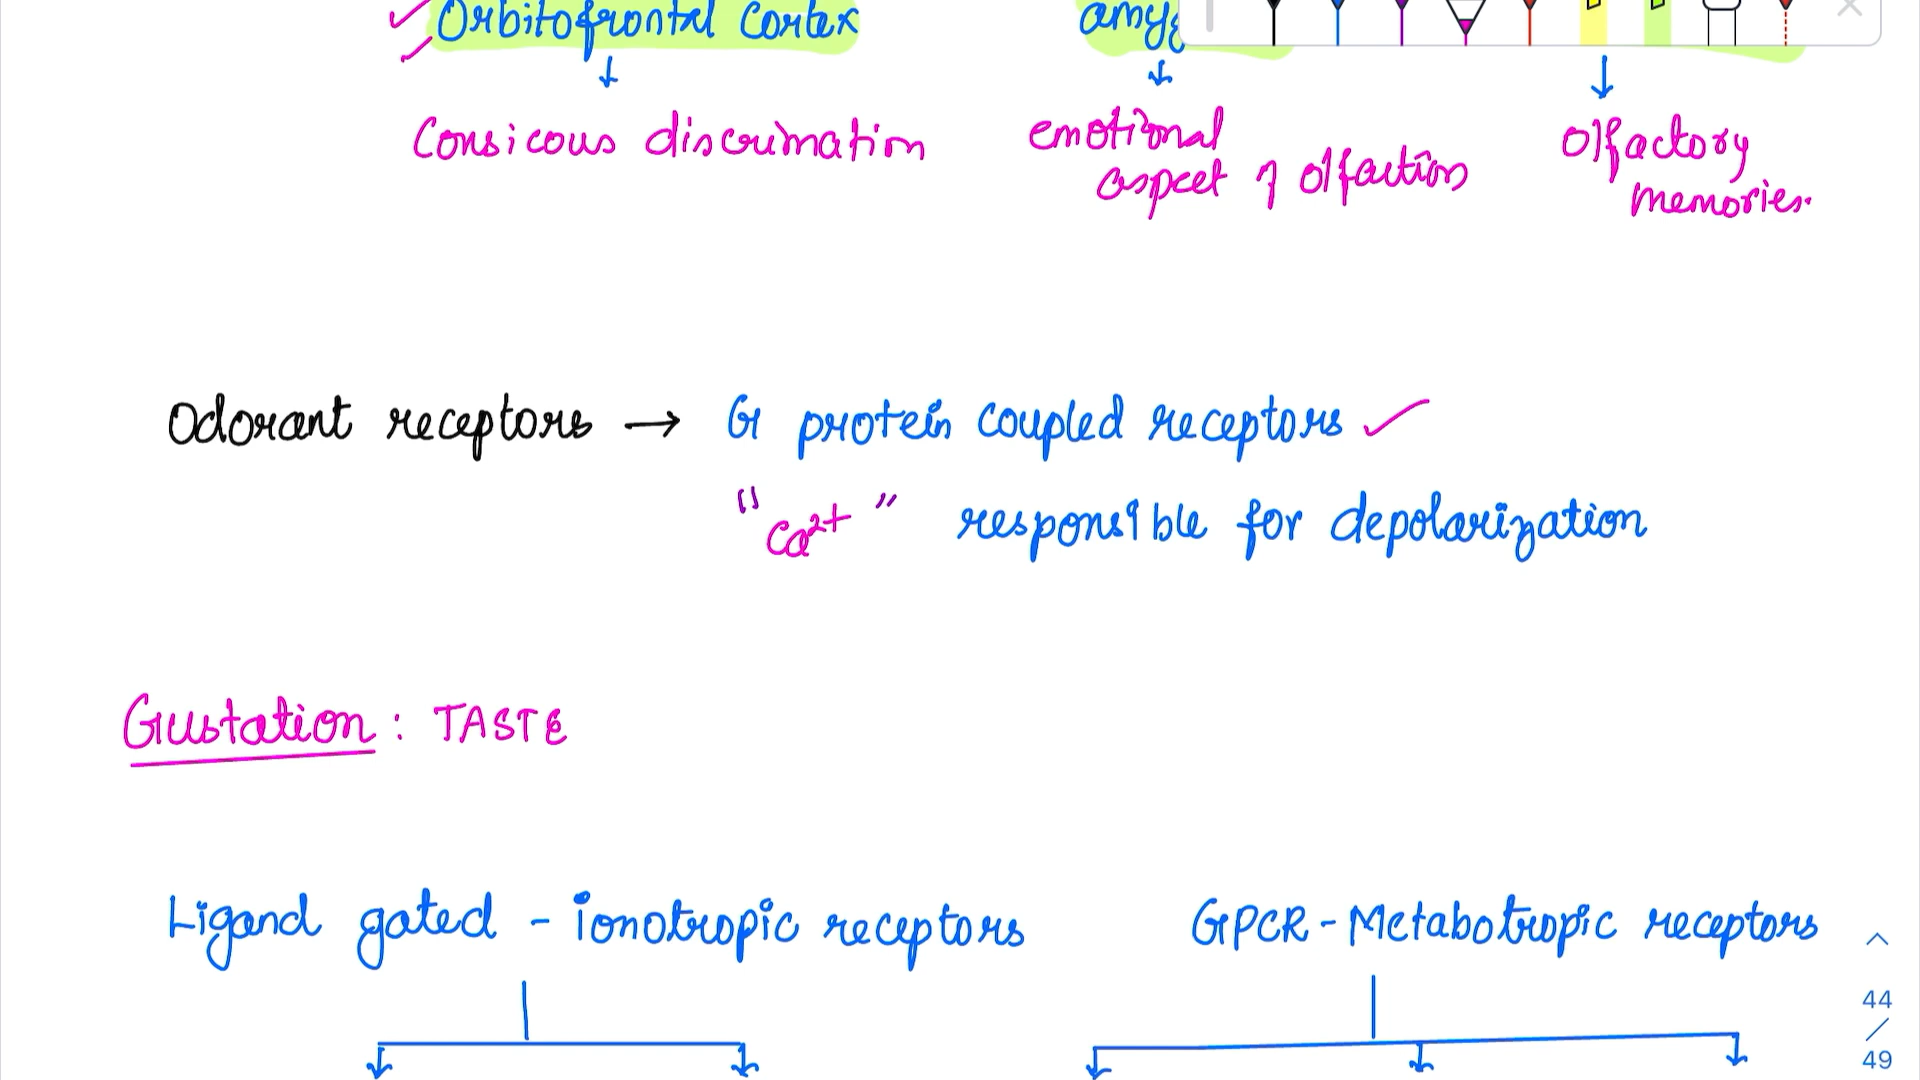 Orbitofrontal Cortex
amyg
Consicous discrimation
emotional
aspect of olfaction
olfactory
memories.
Odorant receptors → G protein coupled receptors ✓
"Ca²⁺" responsible for depolarization
Gustation : TASTE
Ligand gated - ionotropic receptors
GPCR - Metabotropic receptors
44
/
49